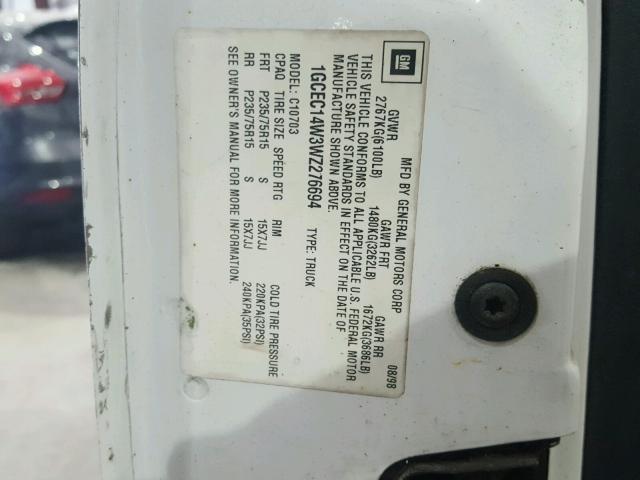 GM
MFD BY GENERAL MOTORS CORP 08/98
GVWR GAWR FRT GAWR RR
2767KG(6100LB) 1480KG(3262LB) 1672KG(3686LB)
THIS VEHICLE CONFORMS TO ALL APPLICABLE U.S. FEDERAL MOTOR
VEHICLE SAFETY STANDARDS IN EFFECT ON THE DATE OF
MANUFACTURE SHOWN ABOVE.
1GCEC14W3WZ276694 TYPE: TRUCK
MODEL: C10703
CPAO TIRE SIZE SPEED RTG RIM COLD TIRE PRESSURE
FRT P235/75R15 S 15X7JJ 220KPA(32PSI)
RR P235/75R15 S 15X7JJ 240KPA(35PSI)
SEE OWNER'S MANUAL FOR MORE INFORMATION.